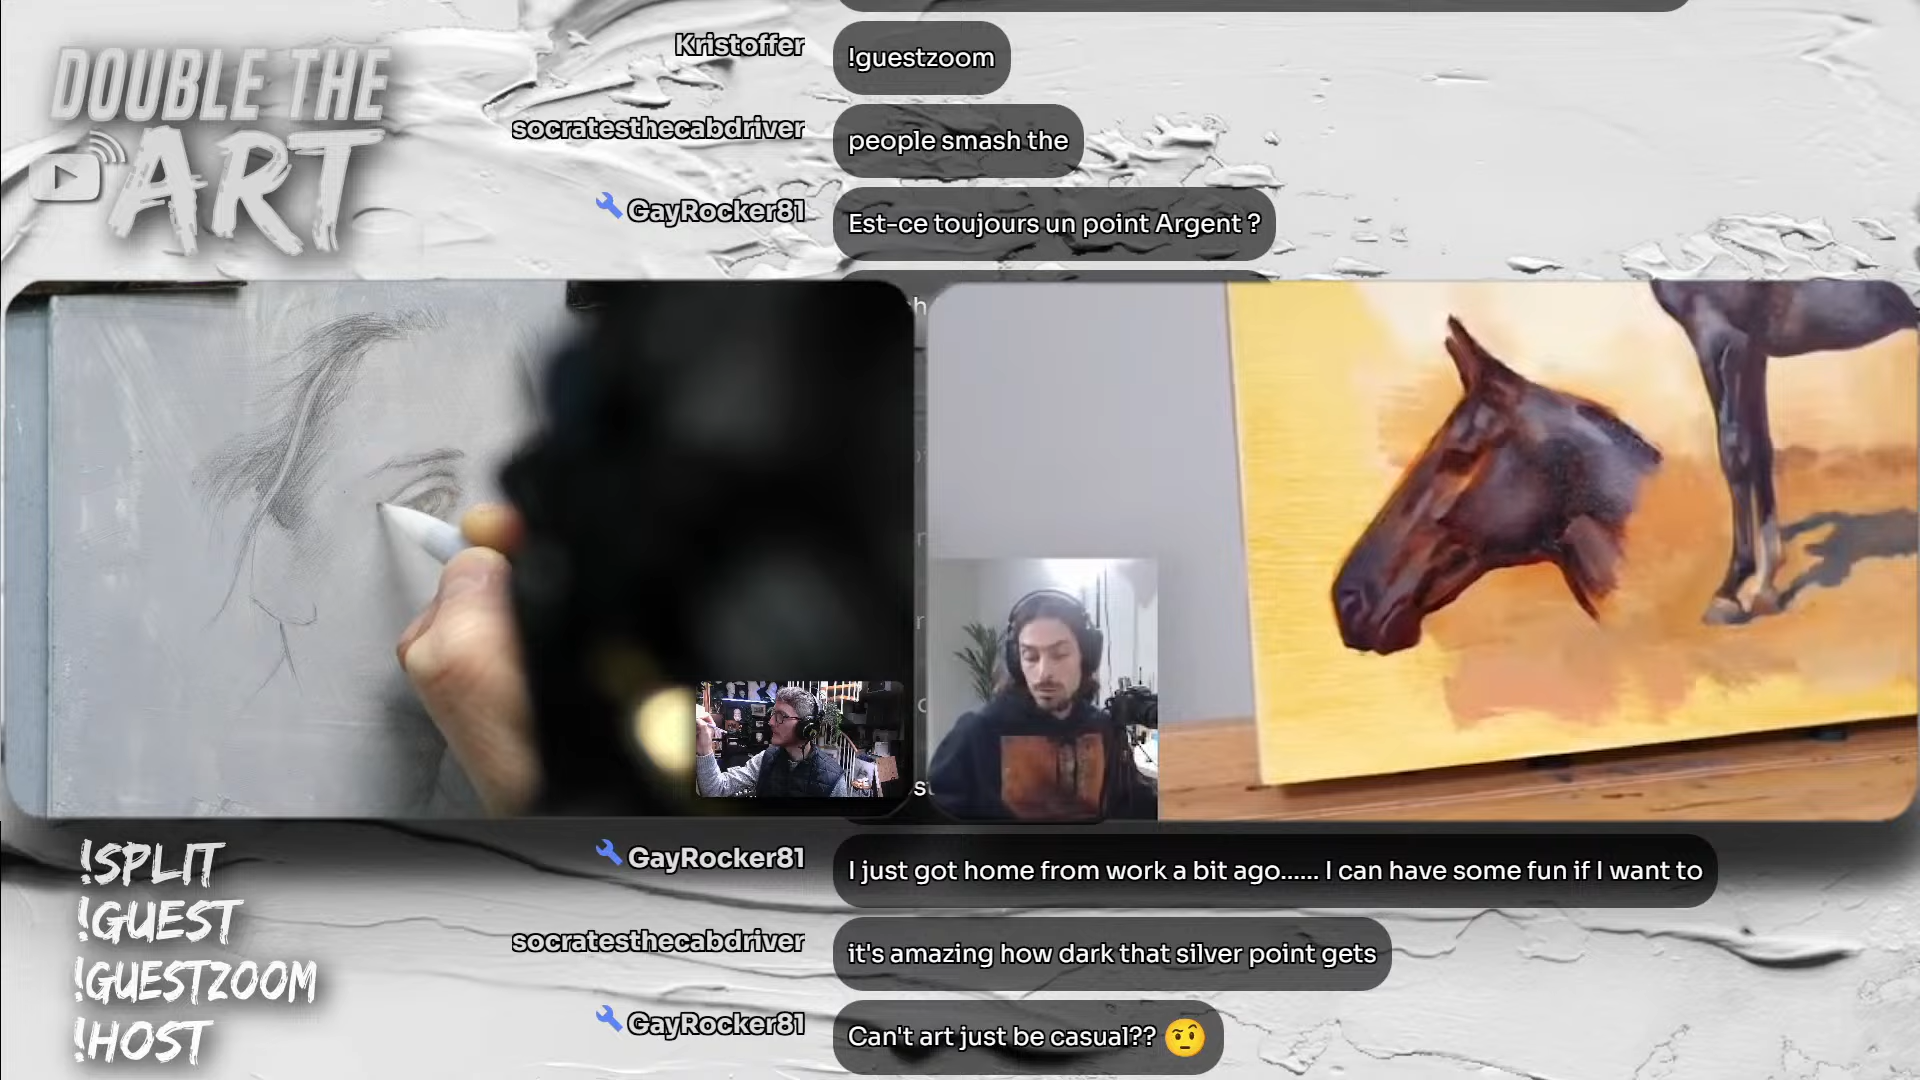 DOUBLE THE
ART
Kristoffer
!guestzoom
socratesthecabdriver
people smash the
GayRocker81
Est-ce toujours un point Argent ?
GayRocker81
I just got home from work a bit ago...... I can have some fun if I want to
socratesthecabdriver
it's amazing how dark that silver point gets
GayRocker81
Can't art just be casual?? 🤨
!SPLIT
!GUEST
!GUESTZOOM
!HOST